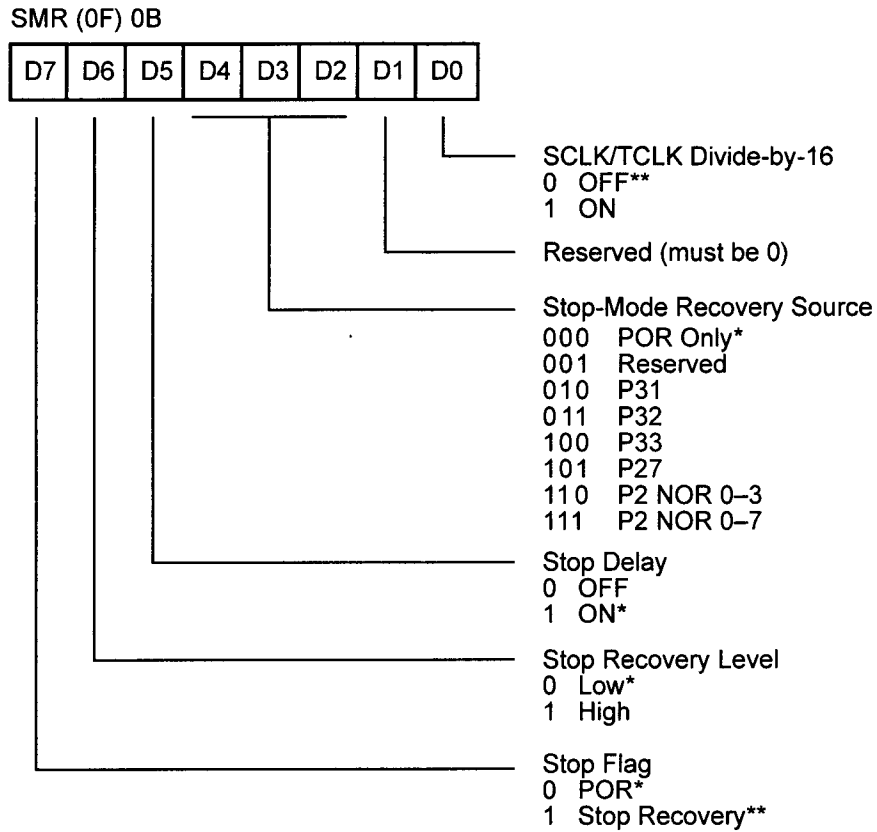 SMR (0F) 0B
D7 D6 D5 D4 D3 D2 D1 D0
SCLK/TCLK Divide-by-16
0 OFF**
1 ON
Reserved (must be 0)
Stop-Mode Recovery Source
000 POR Only*
001 Reserved
010 P31
011 P32
100 P33
101 P27
110 P2 NOR 0–3
111 P2 NOR 0–7
Stop Delay
0 OFF
1 ON*
Stop Recovery Level
0 Low*
1 High
Stop Flag
0 POR*
1 Stop Recovery**